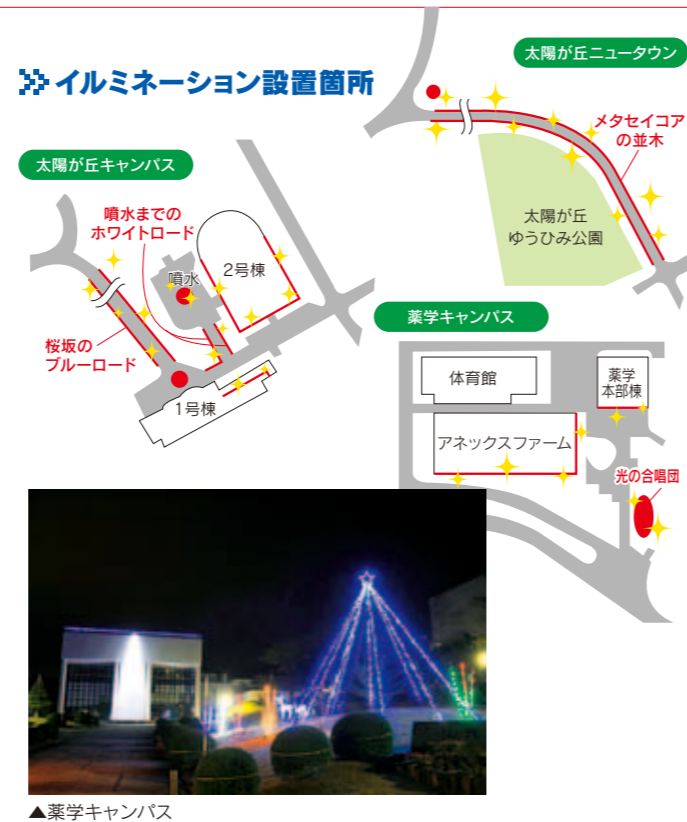 イルミネーション設置箇所
太陽が丘ニュータウン
メタセイコア
の並木
太陽が丘
ゆうひみ公園
太陽が丘キャンパス
噴水までの
ホワイトロード
噴水
2号棟
桜坂の
ブルーロード
1号棟
薬学キャンパス
体育館
薬学
本部棟
アネックスファーム
光の合唱団
▲薬学キャンパス